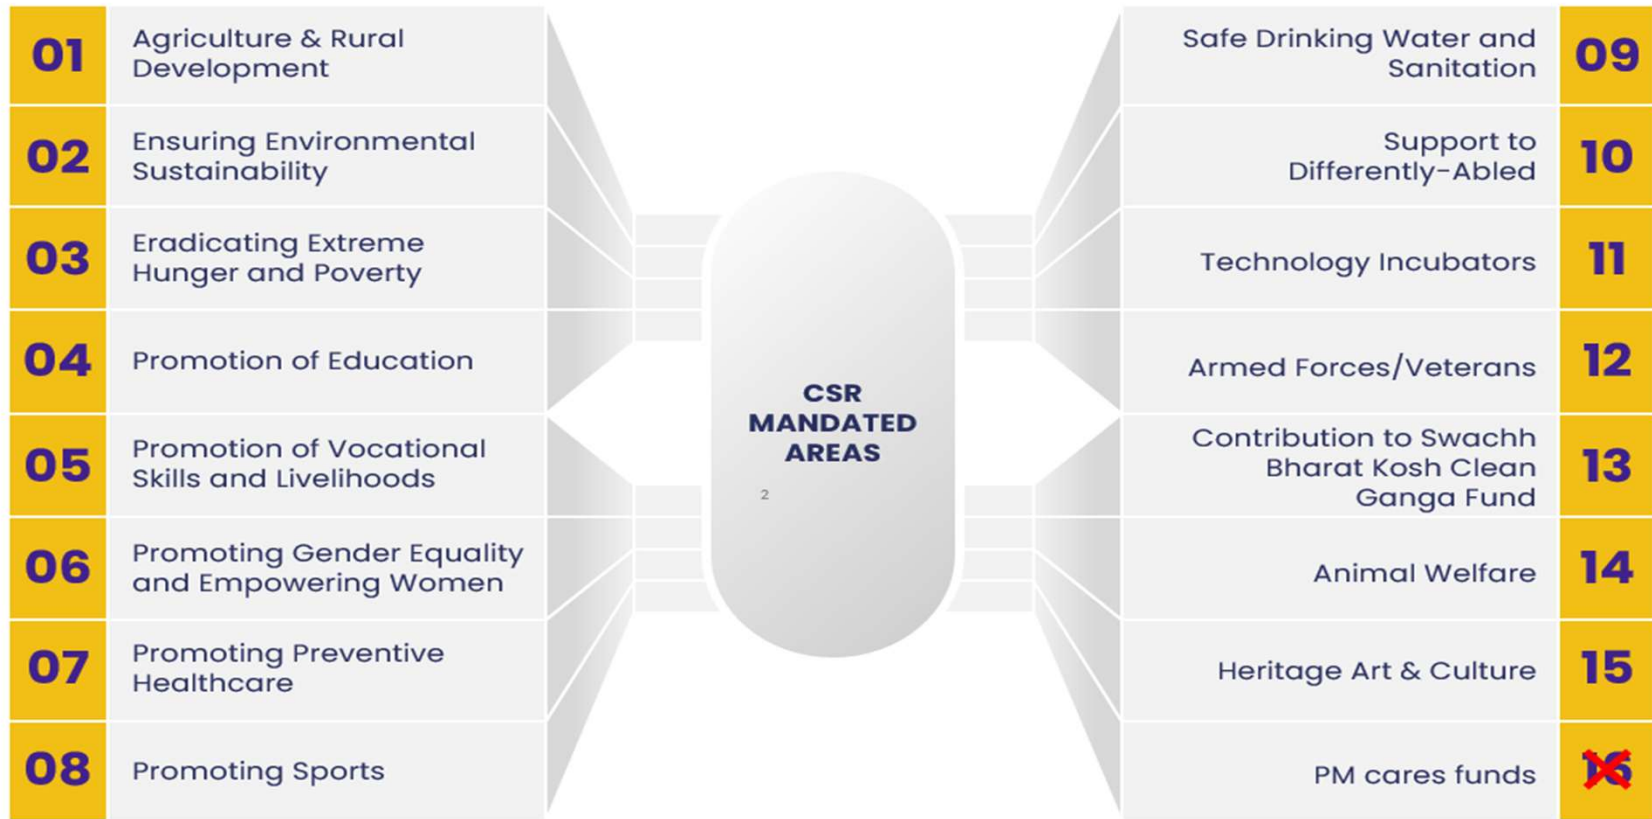 01
Agriculture & Rural
Development
02
Ensuring Environmental
Sustainability
03
Eradicating Extreme
Hunger and Poverty
04
Promotion of Education
05
Promotion of Vocational
Skills and Livelihoods
06
Promoting Gender Equality
and Empowering Women
07
Promoting Preventive
Healthcare
08
Promoting Sports
CSR
MANDATED
AREAS
2
Safe Drinking Water and
Sanitation
09
Support to
Differently-Abled
10
Technology Incubators
11
Armed Forces/Veterans
12
Contribution to Swachh
Bharat Kosh Clean
Ganga Fund
13
Animal Welfare
14
Heritage Art & Culture
15
PM cares funds
16